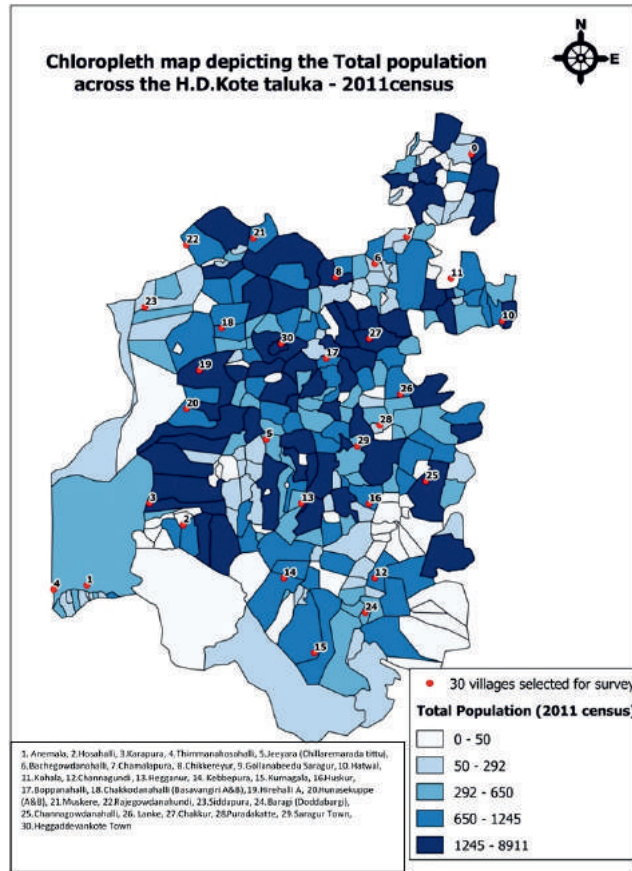 Chloropleth map depicting the Total population
across the H.D.Kote taluka - 2011census
N
E
0
7
21
22
6
11
8
23
10
18
27
30
17
19
26
20
28
5
29
25
3
13
16
2
14
12
1
4
24
15
30 villages selected for survey
Total Population (2011 census)
0 - 50
50 - 292
292 - 650
650 - 1245
1245 - 8911
1. Anemala, 2.Hosahalli, 3.Karapura, 4.Thimmanahosahalli, 5.Jeeyara (Chillaremarada tittu),
6.Bachegowdanahalli, 7.Chamalapura, 8.Chikkereyur, 9.Gollanabeedu Saragur, 10. Hatwal,
11.Kohala, 12.Channagundi, 13.Hegganur, 14. Kebbepura, 15.Kurnagala, 16.Huskur,
17.Boppanahalli, 18.Chakkodanahalli (Basavangiri A&B), 19.Hirehalli A, 20.Hunasekuppe
(A&B), 21.Muskere, 22.Rajegowdanahundi, 23.Siddapura, 24.Baragi (Doddabargi),
25.Channagowdanahalli, 26. Lanke, 27.Chakkur, 28.Puradakatte, 29.Saragur Town,
30.Heggaddevankote Town